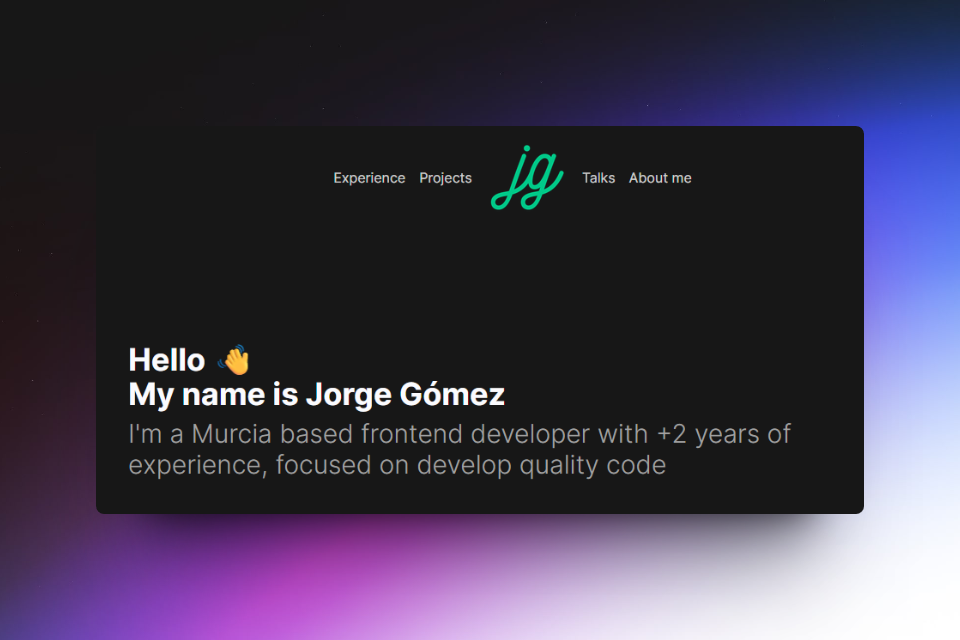 Experience Projects jg Talks About me
Hello 👋
My name is Jorge Gómez
I'm a Murcia based frontend developer with +2 years of
experience, focused on develop quality code